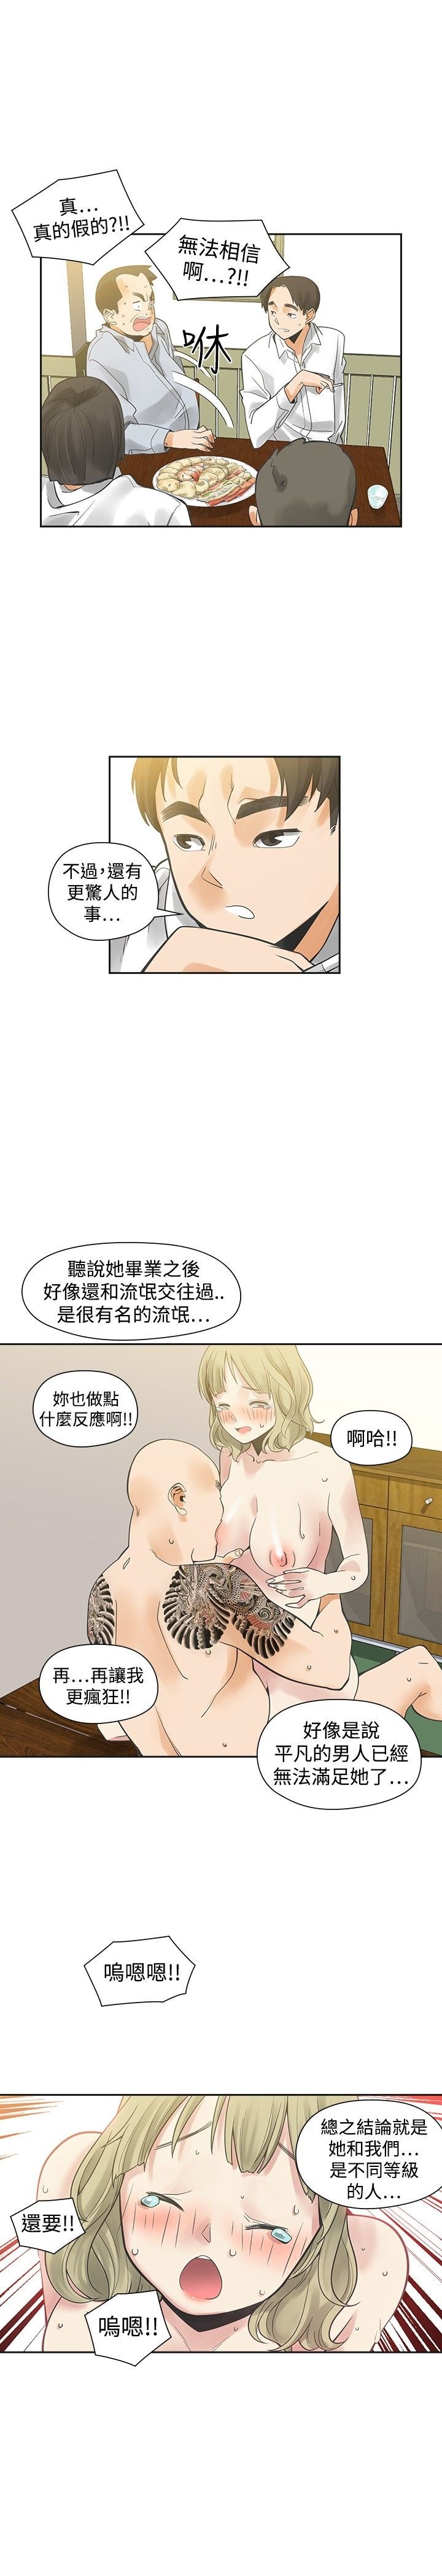 真...
真的假的?!!
無法相信
啊...?!!
咻
不過,還有
更驚人的
事...
聽說她畢業之後
好像還和流氓交往過..
是很有名的流氓...
妳也做點
什麼反應啊!!
啊哈!!
再...再讓我
更瘋狂!!
好像是說
平凡的男人已經
無法滿足她了...
嗚嗯嗯!!
總之結論就是
她和我們...
是不同等級
的人...
還要!!
嗚嗯!!